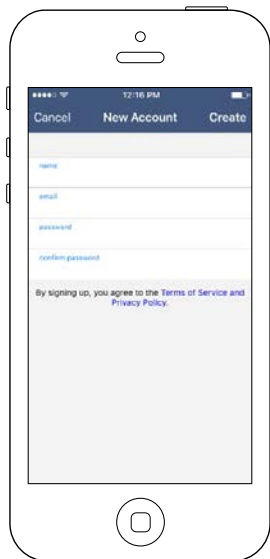 12:16 PM
Cancel New Account Create
name
email
password
confirm password
By signing up, you agree to the Terms of Service and
Privacy Policy.